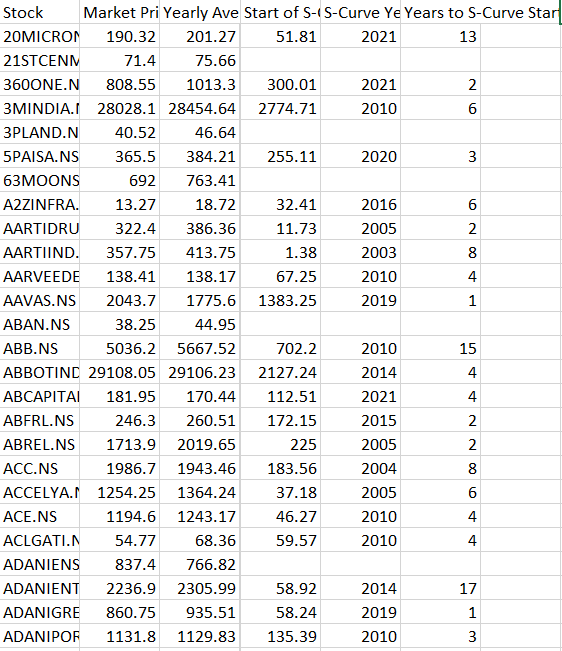 Stock Market Pri Yearly Ave Start of S- S-Curve Ye Years to S-Curve Star
20MICRON 190.32 201.27 51.81 2021 13
21STCENM 71.4 75.66
360ONE.N 808.55 1013.3 300.01 2021 2
3MINDIA. 28028.1 28454.64 2774.71 2010 6
3PLAND.N 40.52 46.64
5PAISA.NS 365.5 384.21 255.11 2020 3
63MOONS 692 763.41
A2ZINFRA. 13.27 18.72 32.41 2016 6
AARTIDRU 322.4 386.36 11.73 2005 2
AARTIIND. 357.75 413.75 1.38 2003 8
AARVEEDE 138.41 138.17 67.25 2010 4
AAVAS.NS 2043.7 1775.6 1383.25 2019 1
ABAN.NS 38.25 44.95
ABB.NS 5036.2 5667.52 702.2 2010 15
ABBOTIND 29108.05 29106.23 2127.24 2014 4
ABCAPITAL 181.95 170.44 112.51 2021 4
ABFRL.NS 246.3 260.51 172.15 2015 2
ABREL.NS 1713.9 2019.65 225 2005 2
ACC.NS 1986.7 1943.46 183.56 2004 8
ACCELYA.N 1254.25 1364.24 37.18 2005 6
ACE.NS 1194.6 1243.17 46.27 2010 4
ACLGATI.N 54.77 68.36 59.57 2010 4
ADANIENS 837.4 766.82
ADANIENT 2236.9 2305.99 58.92 2014 17
ADANIGRE 860.75 935.51 58.24 2019 1
ADANIPOR 1131.8 1129.83 135.39 2010 3